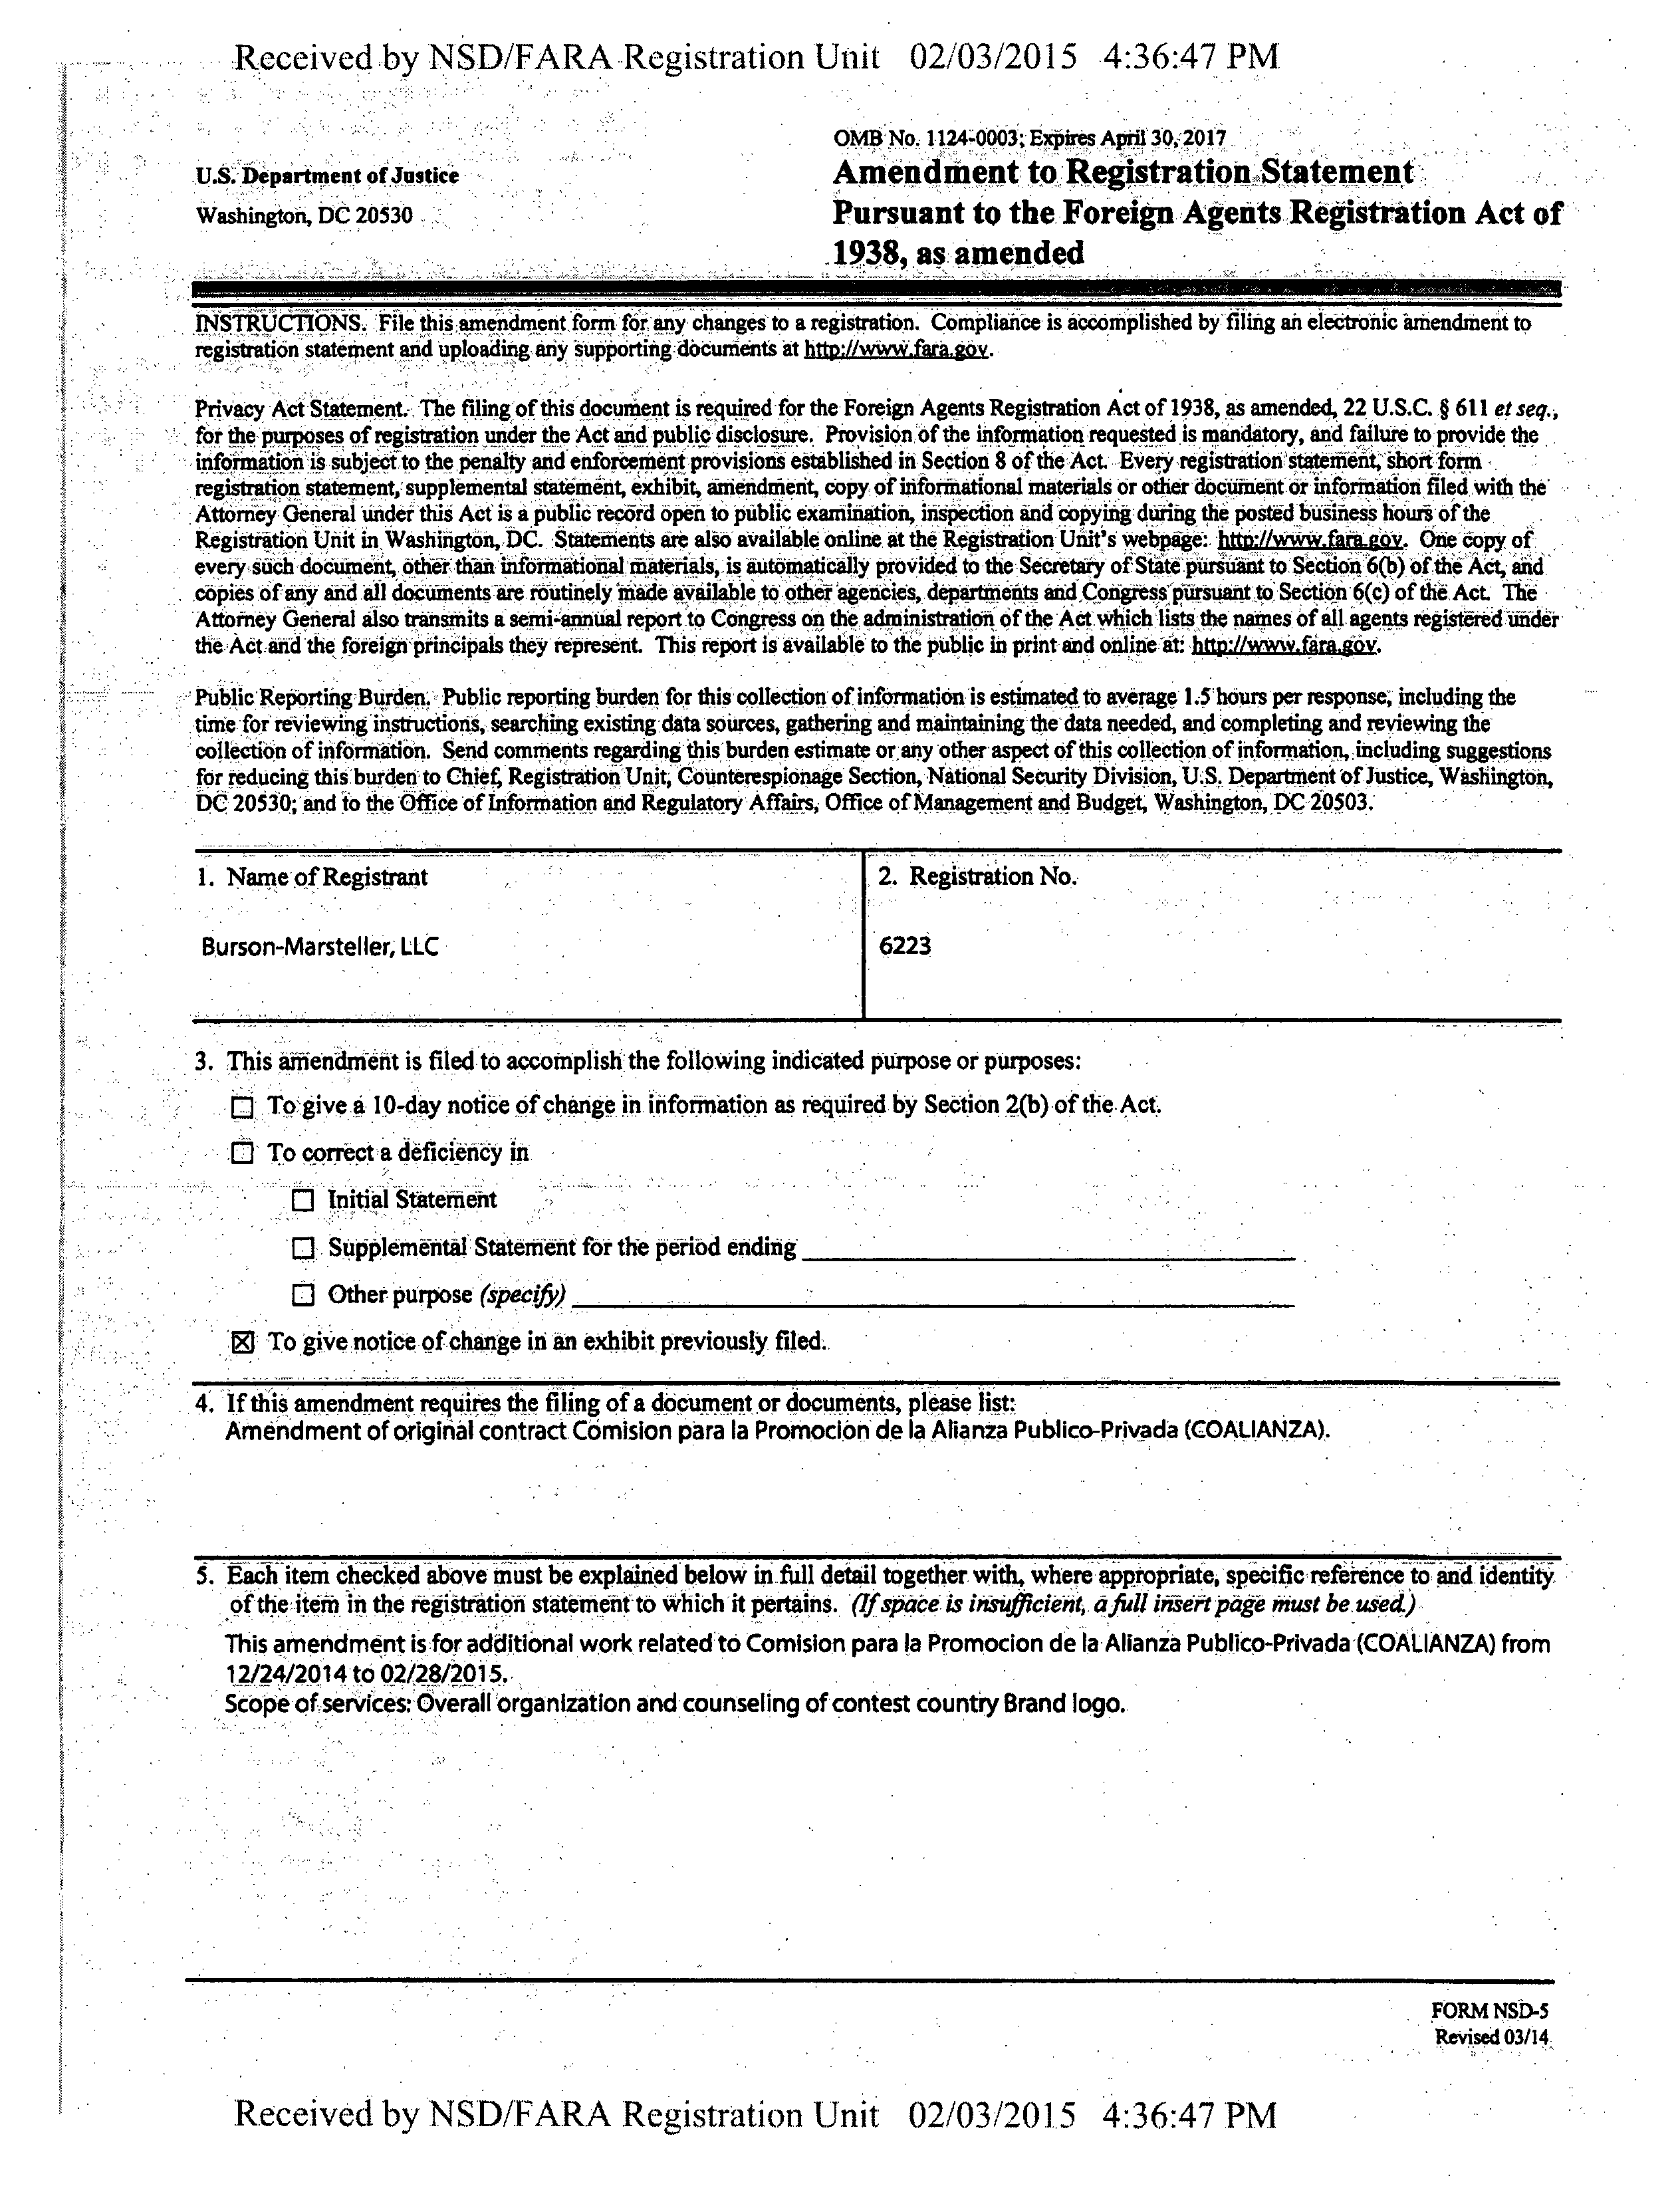 Received by NSD/FARA Registration Unit 02/03/2015 4:36:47 PM
OMB No. 1124-0003; Expires April 30, 2017
U.S. Department of Justice
Washington, DC 20530
Amendment to Registration Statement
Pursuant to the Foreign Agents Registration Act of
1938, as amended
INSTRUCTIONS. File this amendment form for any changes to a registration. Compliance is accomplished by filing an electronic amendment to
registration statement and uploading any supporting documents at http://www.fara.gov.
Privacy Act Statement. The filing of this document is required for the Foreign Agents Registration Act of 1938, as amended, 22 U.S.C. § 611 et seq.,
for the purposes of registration under the Act and public disclosure. Provision of the information requested is mandatory, and failure to provide the
information is subject to the penalty and enforcement provisions established in Section 8 of the Act. Every registration statement, short form
registration statement, supplemental statement, exhibit, amendment, copy of informational materials or other document or information filed with the
Attorney General under this Act is a public record open to public examination, inspection and copying during the posted business hours of the
Registration Unit in Washington, DC. Statements are also available online at the Registration Unit's webpage: http://www.fara.gov. One copy of
every such document, other than informational materials, is automatically provided to the Secretary of State pursuant to Section 6(b) of the Act, and
copies of any and all documents are routinely made available to other agencies, departments and Congress pursuant to Section 6(c) of the Act. The
Attorney General also transmits a semi-annual report to Congress on the administration of the Act which lists the names of all agents registered under
the Act and the foreign principals they represent. This report is available to the public in print and online at: http://www.fara.gov.
Public Reporting Burden. Public reporting burden for this collection of information is estimated to average 1.5 hours per response, including the
time for reviewing instructions, searching existing data sources, gathering and maintaining the data needed, and completing and reviewing the
collection of information. Send comments regarding this burden estimate or any other aspect of this collection of information, including suggestions
for reducing this burden to Chief, Registration Unit, Counterespionage Section, National Security Division, U.S. Department of Justice, Washington,
DC 20530; and to the Office of Information and Regulatory Affairs, Office of Management and Budget, Washington, DC 20503.
1. Name of Registrant
Burson-Marsteller, LLC
2. Registration No.
6223
3. This amendment is filed to accomplish the following indicated purpose or purposes:
☐ To give a 10-day notice of change in information as required by Section 2(b) of the Act.
☐ To correct a deficiency in
☐ Initial Statement
☐ Supplemental Statement for the period ending
☐ Other purpose (specify)
☒ To give notice of change in an exhibit previously filed.
4. If this amendment requires the filing of a document or documents, please list:
Amendment of original contract Comision para la Promocion de la Alianza Publico-Privada (COALIANZA).
5. Each item checked above must be explained below in full detail together with, where appropriate, specific reference to and identity
of the item in the registration statement to which it pertains. (If space is insufficient, a full insert page must be used.)
This amendment is for additional work related to Comision para la Promocion de la Alianza Publico-Privada (COALIANZA) from
12/24/2014 to 02/28/2015.
Scope of services: Overall organization and counseling of contest country Brand logo.
FORM NSD-5
Revised 03/14
Received by NSD/FARA Registration Unit 02/03/2015 4:36:47 PM